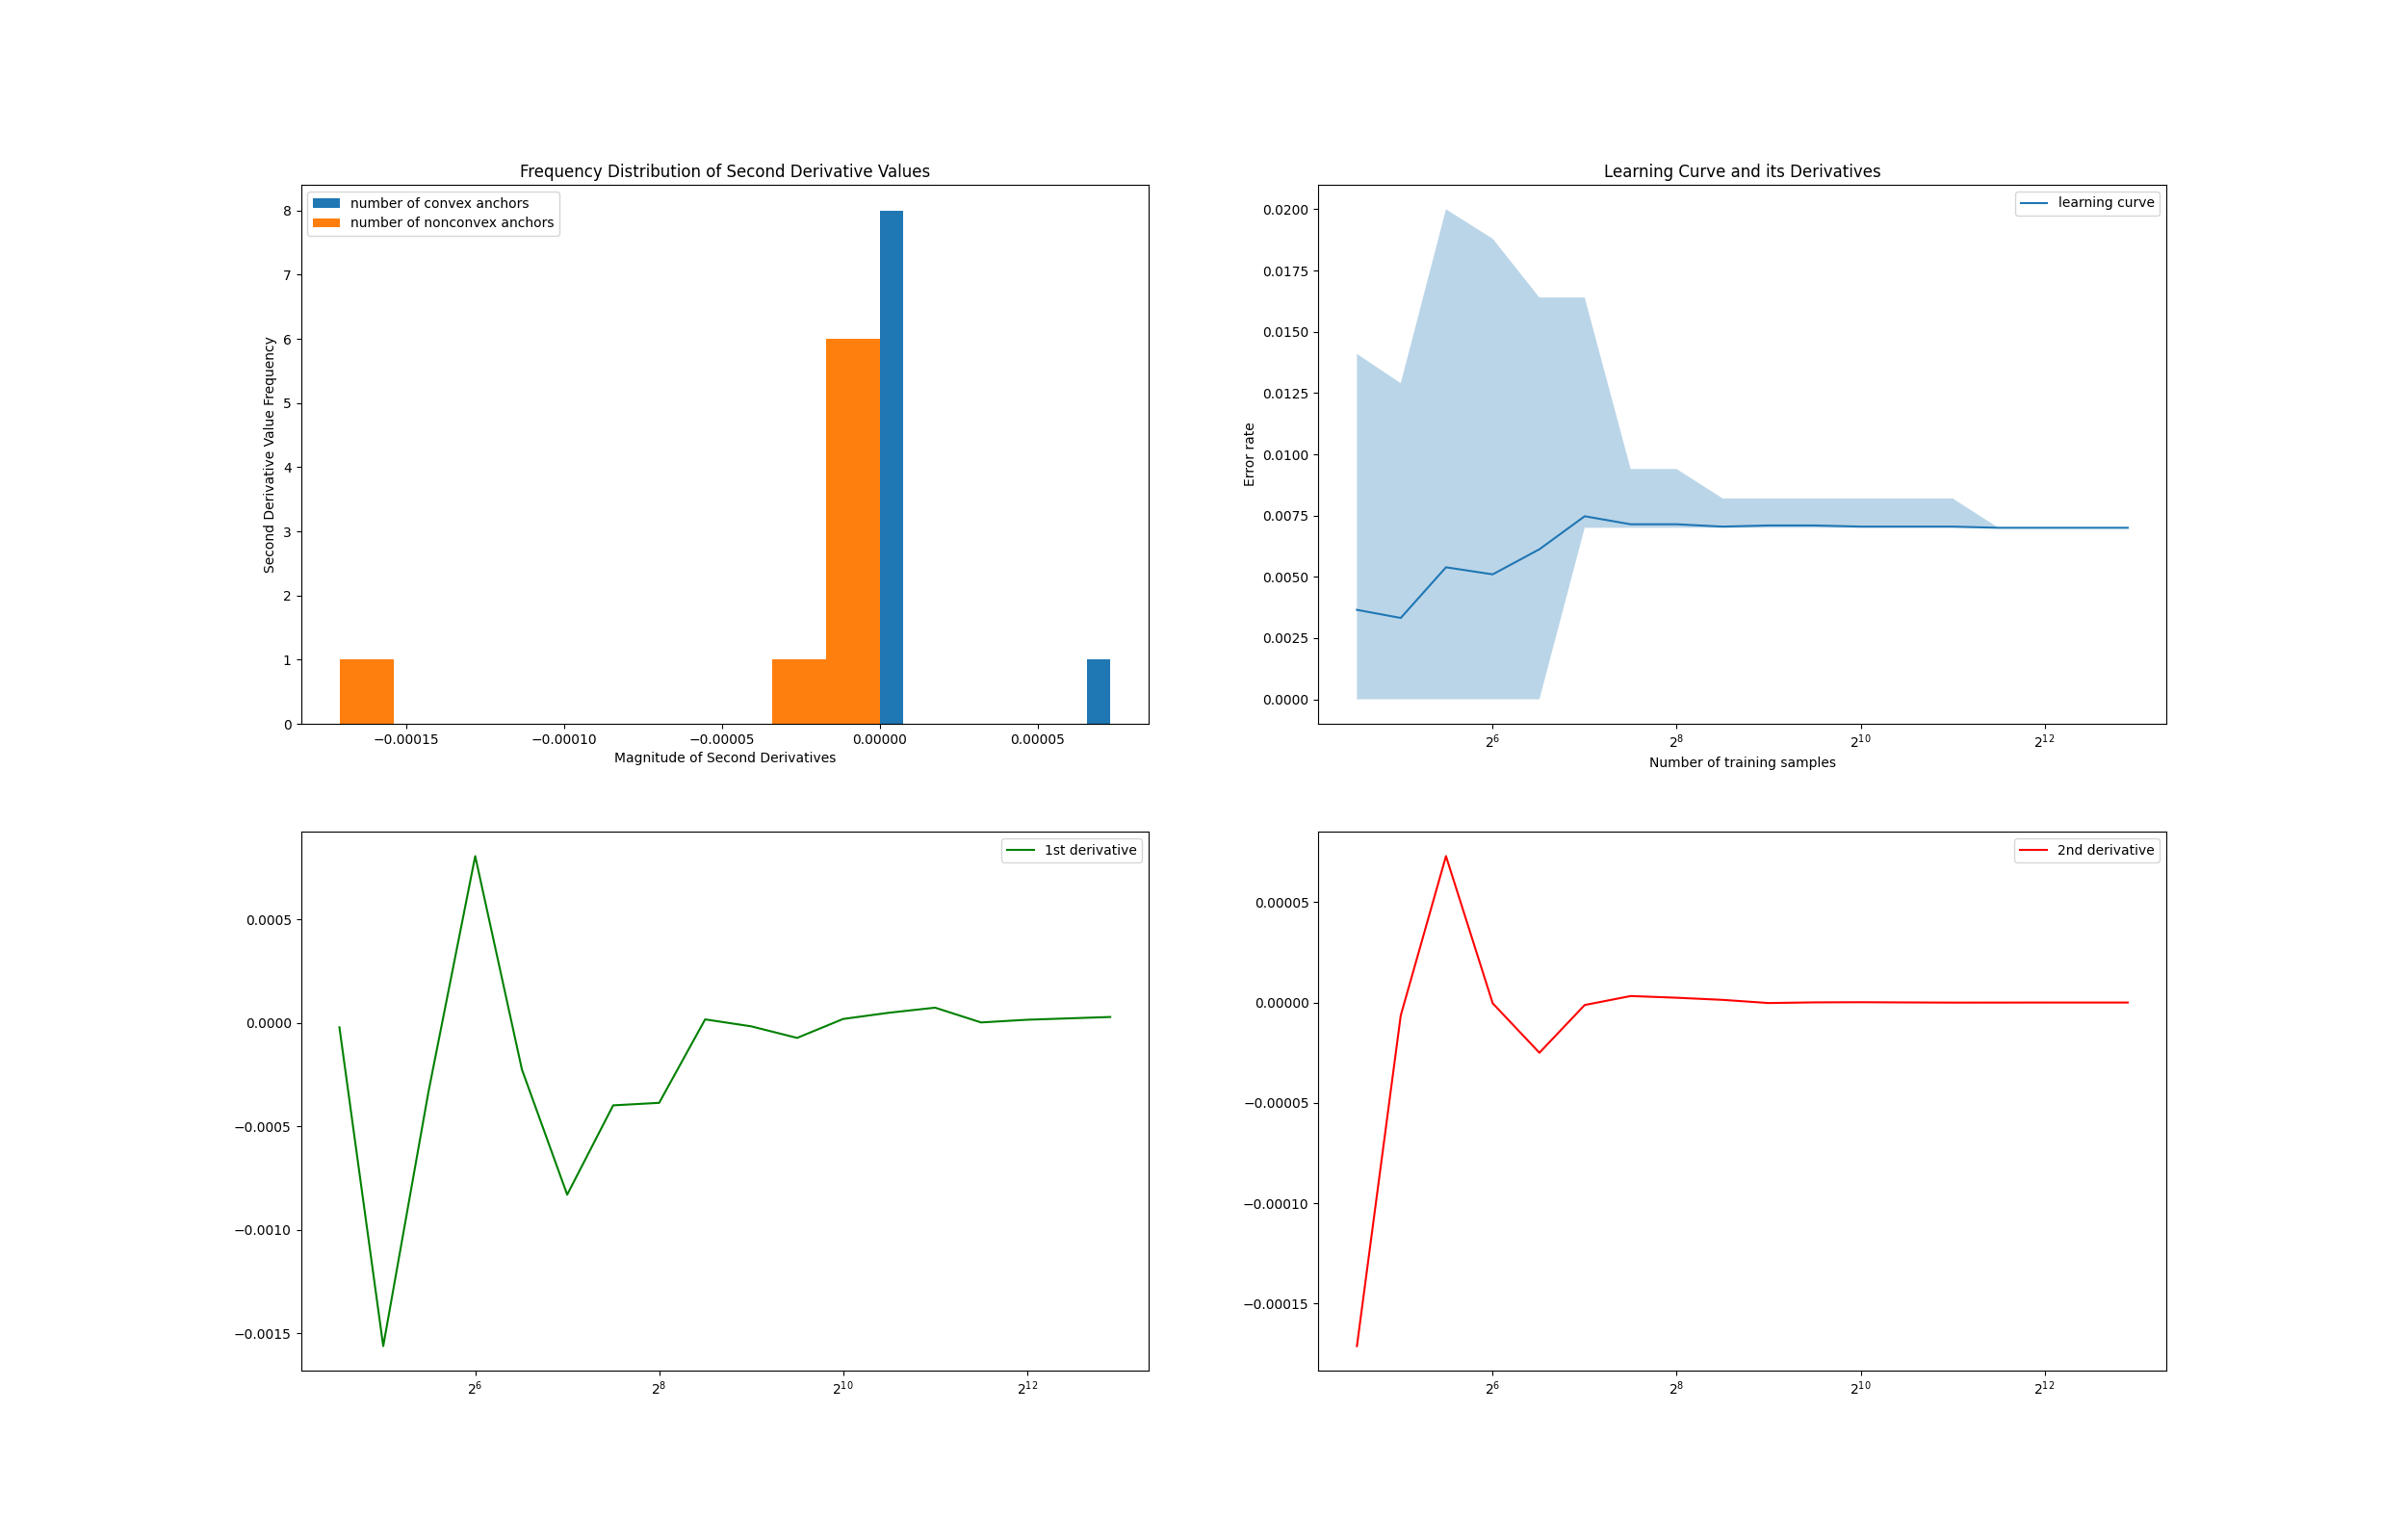 Frequency Distribution of Second Derivative Values
number of convex anchors
number of nonconvex anchors
8
7
6
5
4
3
2
1
0
Second Derivative Value Frequency
−0.00015 −0.00010 −0.00005 0.00000 0.00005
Magnitude of Second Derivatives
Learning Curve and its Derivatives
learning curve
0.0200
0.0175
0.0150
0.0125
0.0100
0.0075
0.0050
0.0025
0.0000
Error rate
2^6 2^8 2^10 2^12
Number of training samples
1st derivative
0.0005
0.0000
−0.0005
−0.0010
−0.0015
2^6 2^8 2^10 2^12
2nd derivative
0.00005
0.00000
−0.00005
−0.00010
−0.00015
2^6 2^8 2^10 2^12